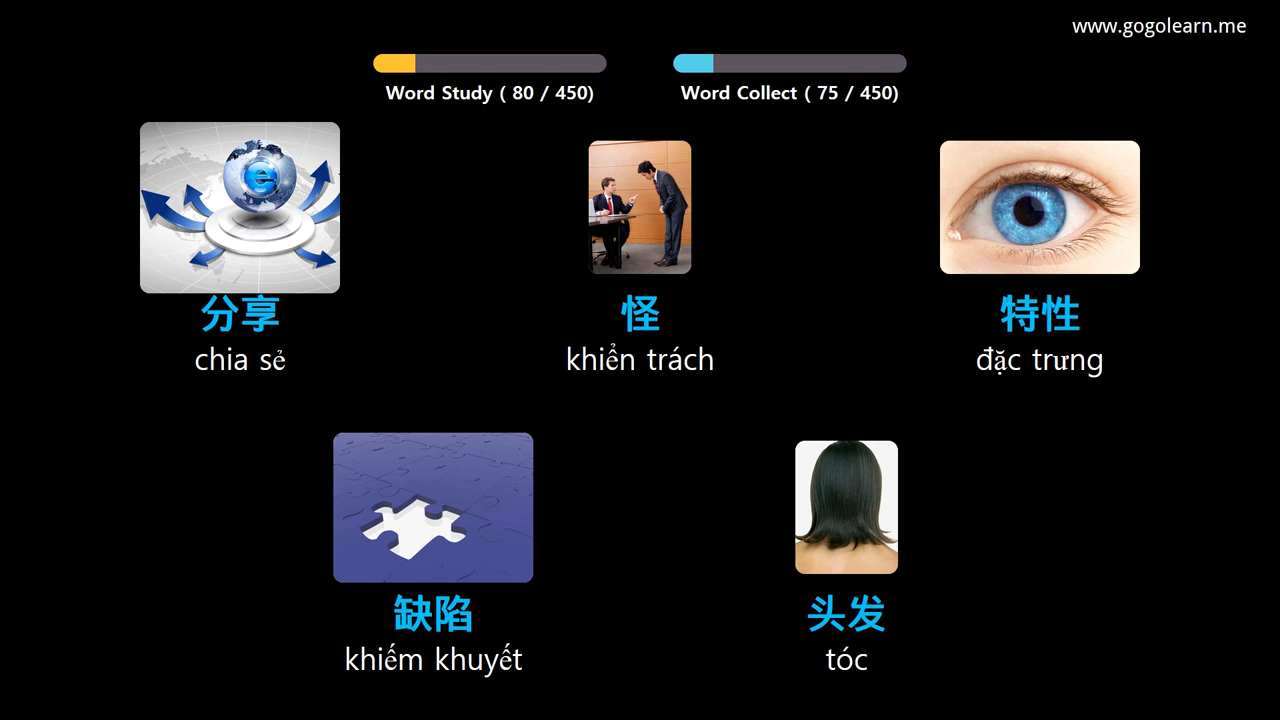 www.gogolearn.me
Word Study ( 80 / 450)
Word Collect ( 75 / 450)
e
分享
chia sẻ
怪
khiển trách
特性
đặc trưng
缺陷
khiếm khuyết
头发
tóc